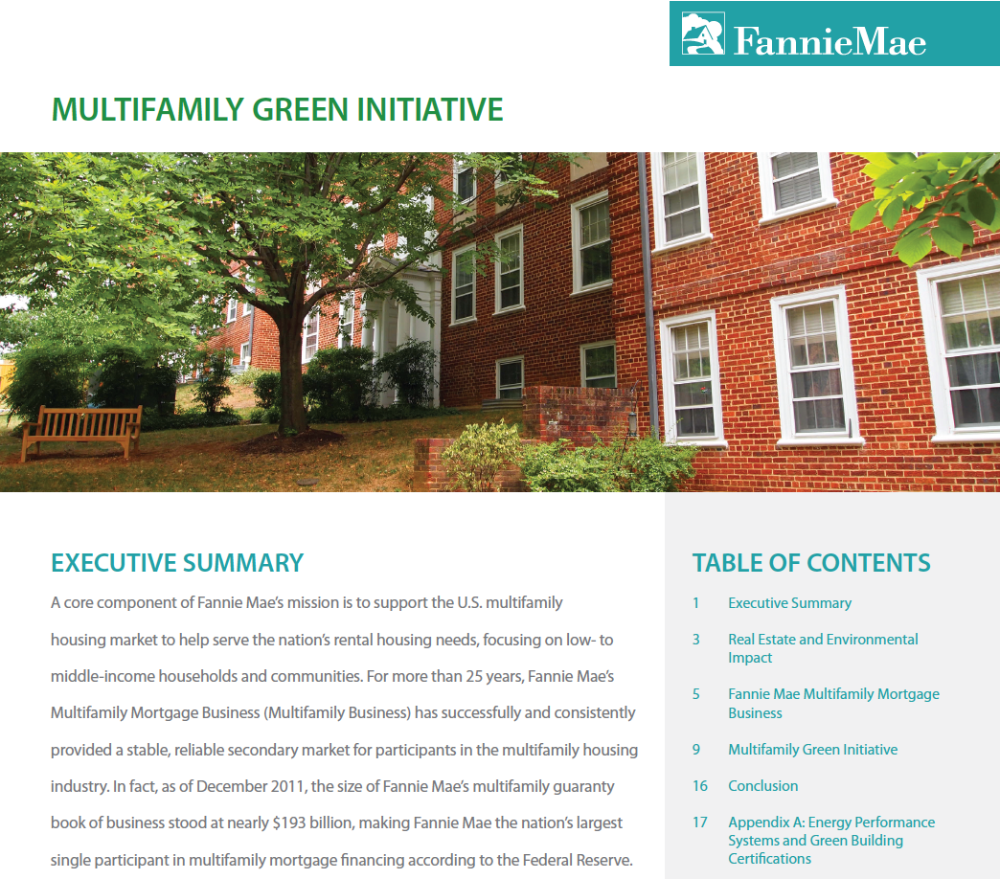 FannieMae
MULTIFAMILY GREEN INITIATIVE
EXECUTIVE SUMMARY
A core component of Fannie Mae’s mission is to support the U.S. multifamily
housing market to help serve the nation’s rental housing needs, focusing on low- to
middle-income households and communities. For more than 25 years, Fannie Mae’s
Multifamily Mortgage Business (Multifamily Business) has successfully and consistently
provided a stable, reliable secondary market for participants in the multifamily housing
industry. In fact, as of December 2011, the size of Fannie Mae’s multifamily guaranty
book of business stood at nearly $193 billion, making Fannie Mae the nation’s largest
single participant in multifamily mortgage financing according to the Federal Reserve.
TABLE OF CONTENTS
1 Executive Summary
3 Real Estate and Environmental
Impact
5 Fannie Mae Multifamily Mortgage
Business
9 Multifamily Green Initiative
16 Conclusion
17 Appendix A: Energy Performance
Systems and Green Building
Certifications